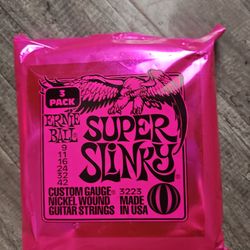 3
PACK
ERNIE
BALL
SUPER
SLINKY
9
11
16
24
32
42
CUSTOM GAUGE
NICKEL WOUND
GUITAR STRINGS
3223
MADE
IN USA